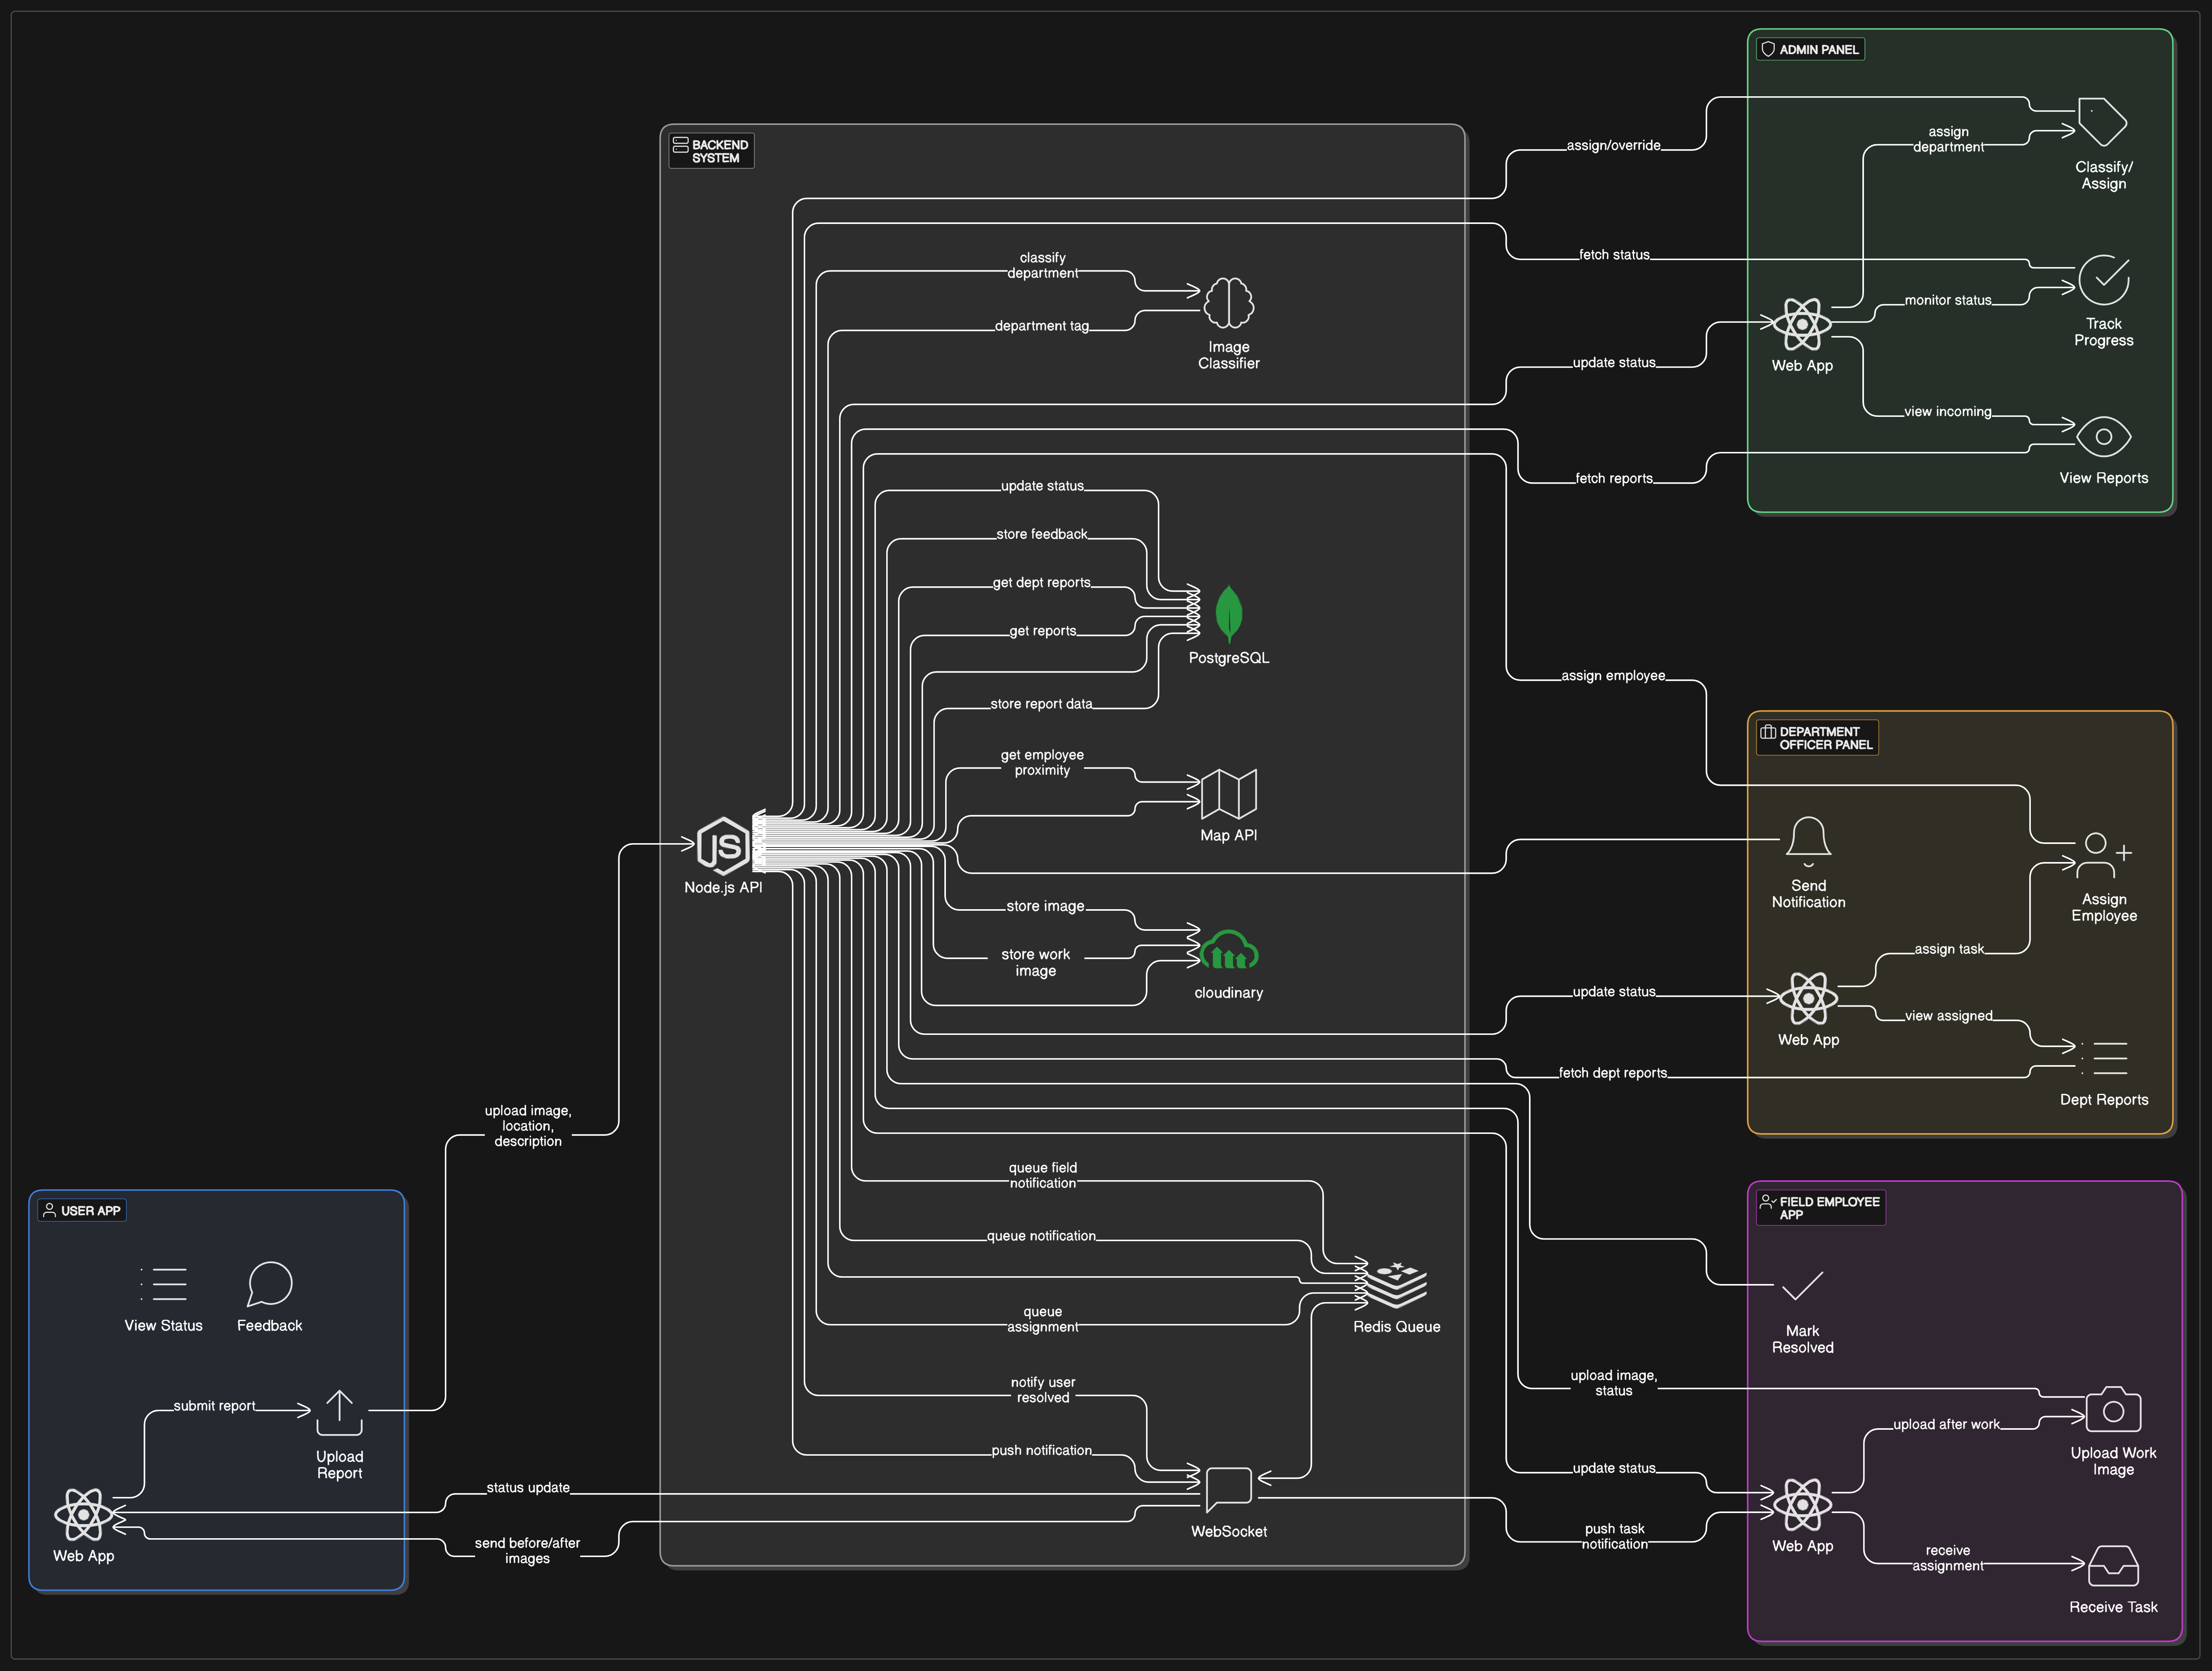 ADMIN PANEL
assign/override
assign
department
Classify/
Assign
fetch status
monitor status
Track
Progress
Web App
update status
view incoming
fetch reports
View Reports
BACKEND
SYSTEM
classify
department
department tag
Image
Classifier
update status
store feedback
get dept reports
get reports
PostgreSQL
store report data
get employee
proximity
Map API
JS
Node.js API
store image
store work
image
cloudinary
assign employee
DEPARTMENT
OFFICER PANEL
Send
Notification
Assign
Employee
assign task
update status
view assigned
Web App
fetch dept reports
Dept Reports
upload image,
location,
description
queue field
notification
queue notification
queue
assignment
Redis Queue
notify user
resolved
push notification
WebSocket
USER APP
View Status
Feedback
submit report
Upload
Report
Web App
status update
send before/after
images
FIELD EMPLOYEE
APP
Mark
Resolved
upload image,
status
upload after work
Upload Work
Image
update status
Web App
push task
notification
receive
assignment
Receive Task